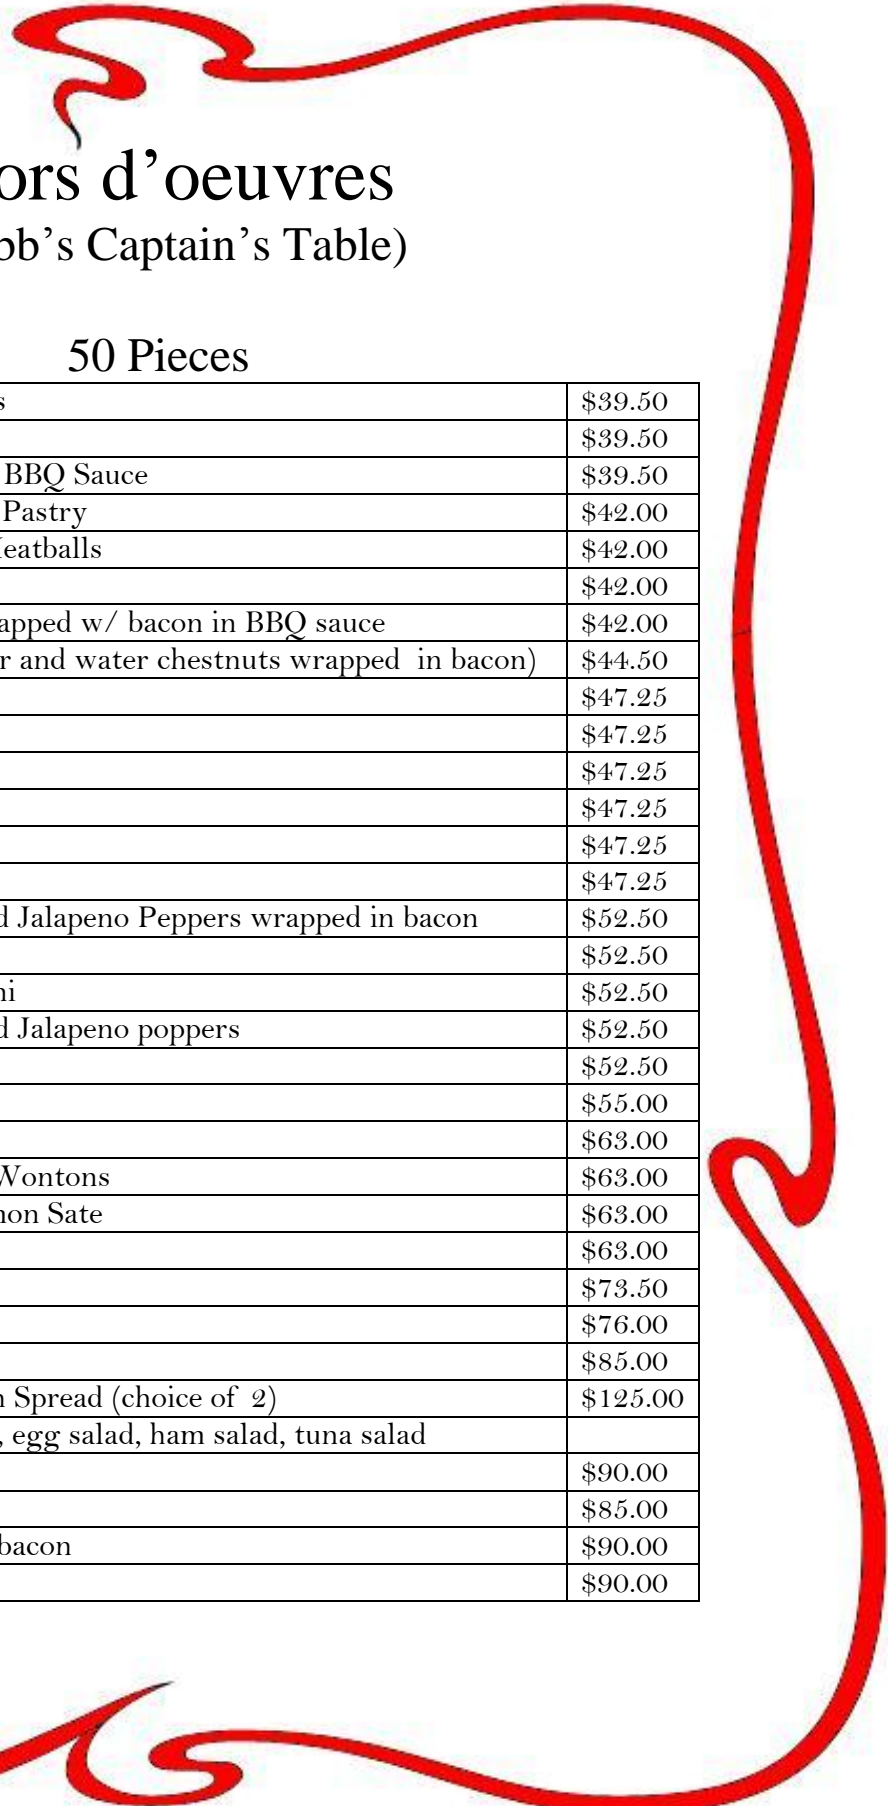 ors d’oeuvres
bb’s Captain’s Table)
50 Pieces
s $39.50
$39.50
BBQ Sauce $39.50
Pastry $42.00
eatballs $42.00
$42.00
apped w/ bacon in BBQ sauce $42.00
r and water chestnuts wrapped in bacon) $44.50
$47.25
$47.25
$47.25
$47.25
$47.25
$47.25
d Jalapeno Peppers wrapped in bacon $52.50
$52.50
ni $52.50
d Jalapeno poppers $52.50
$52.50
$55.00
$63.00
Wontons $63.00
non Sate $63.00
$63.00
$73.50
$76.00
$85.00
n Spread (choice of 2) $125.00
, egg salad, ham salad, tuna salad
$90.00
$85.00
bacon $90.00
$90.00